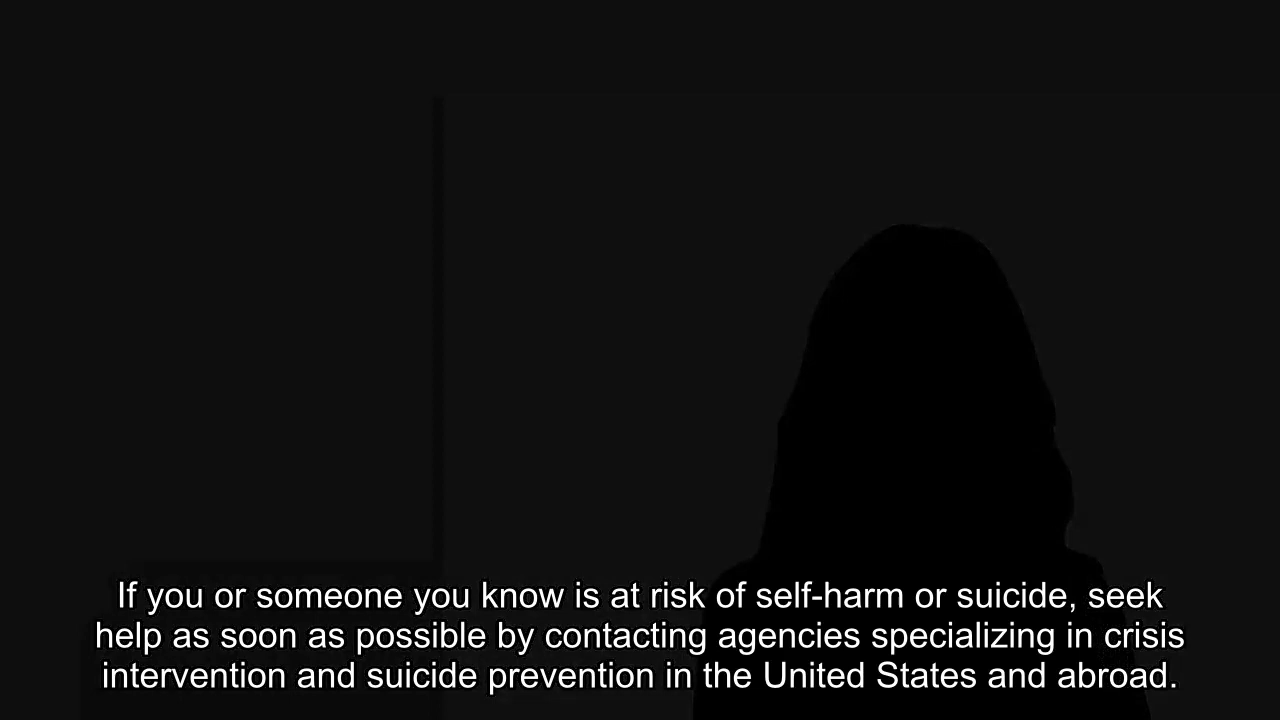 If you or someone you know is at risk of self-harm or suicide, seek
help as soon as possible by contacting agencies specializing in crisis
intervention and suicide prevention in the United States and abroad.